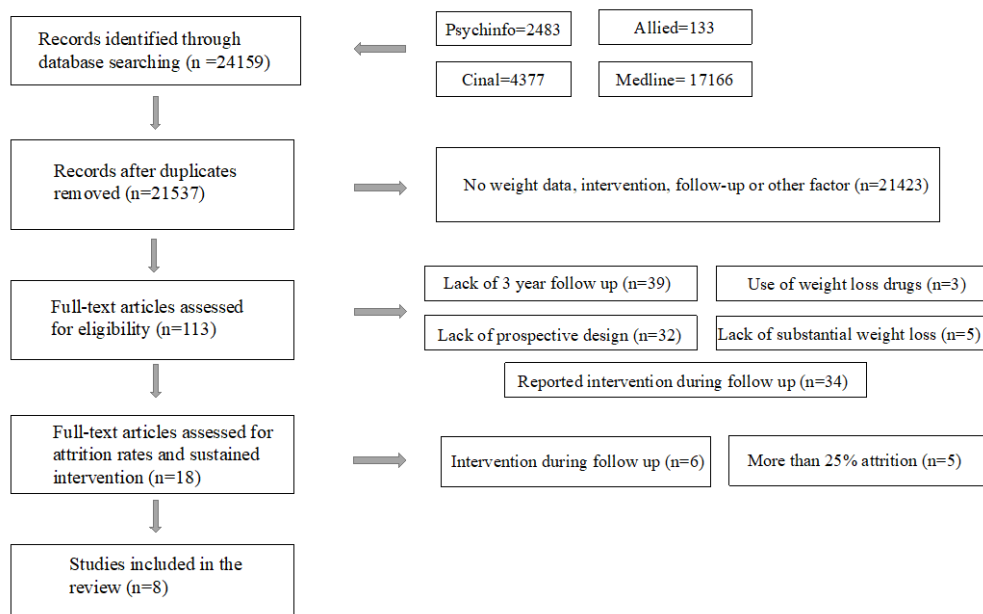 Records identified through
database searching (n =24159)
Psychinfo=2483
Allied=133
Cinal=4377
Medline= 17166
Records after duplicates
removed (n=21537)
No weight data, intervention, follow-up or other factor (n=21423)
Full-text articles assessed
for eligibility (n=113)
Lack of 3 year follow up (n=39)
Use of weight loss drugs (n=3)
Lack of prospective design (n=32)
Lack of substantial weight loss (n=5)
Reported intervention during follow up (n=34)
Full-text articles assessed for
attrition rates and sustained
intervention (n=18)
Intervention during follow up (n=6)
More than 25% attrition (n=5)
Studies included in the
review (n=8)